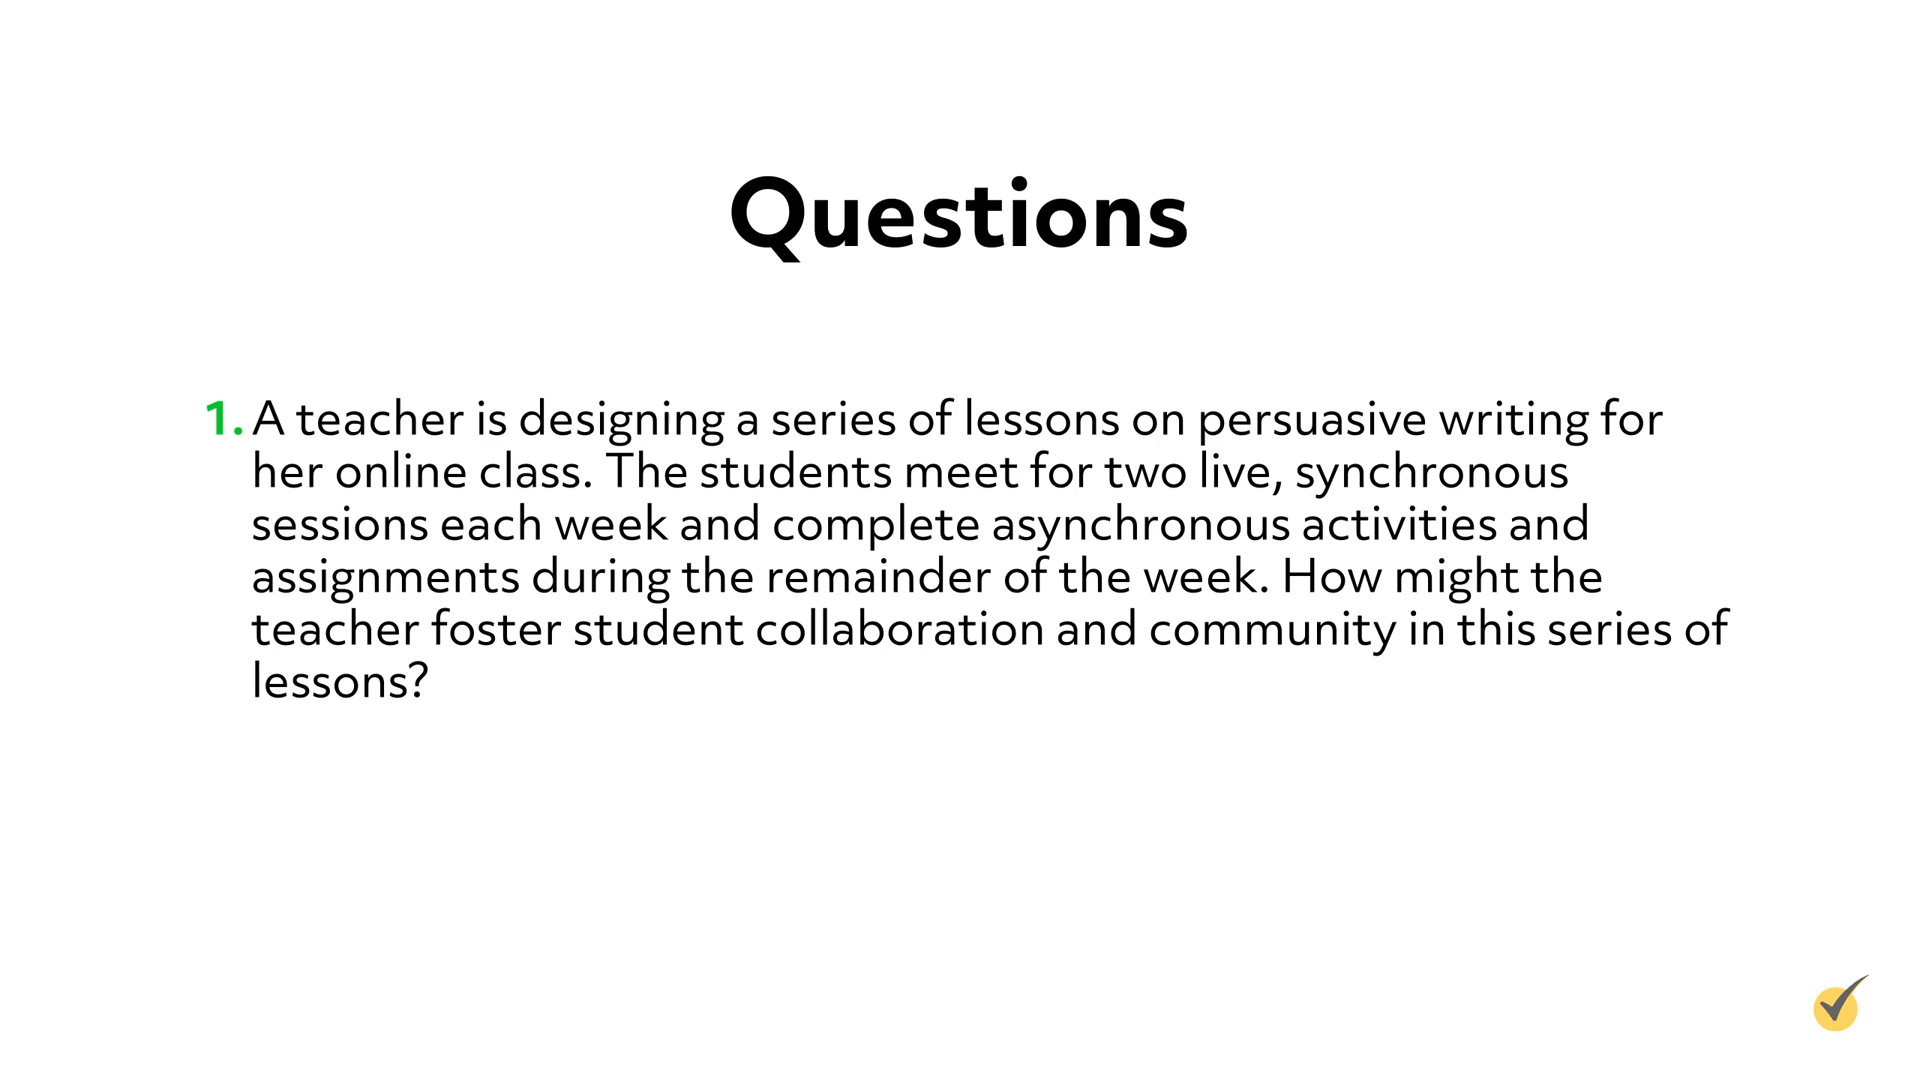 Questions
1. A teacher is designing a series of lessons on persuasive writing for
her online class. The students meet for two live, synchronous
sessions each week and complete asynchronous activities and
assignments during the remainder of the week. How might the
teacher foster student collaboration and community in this series of
lessons?